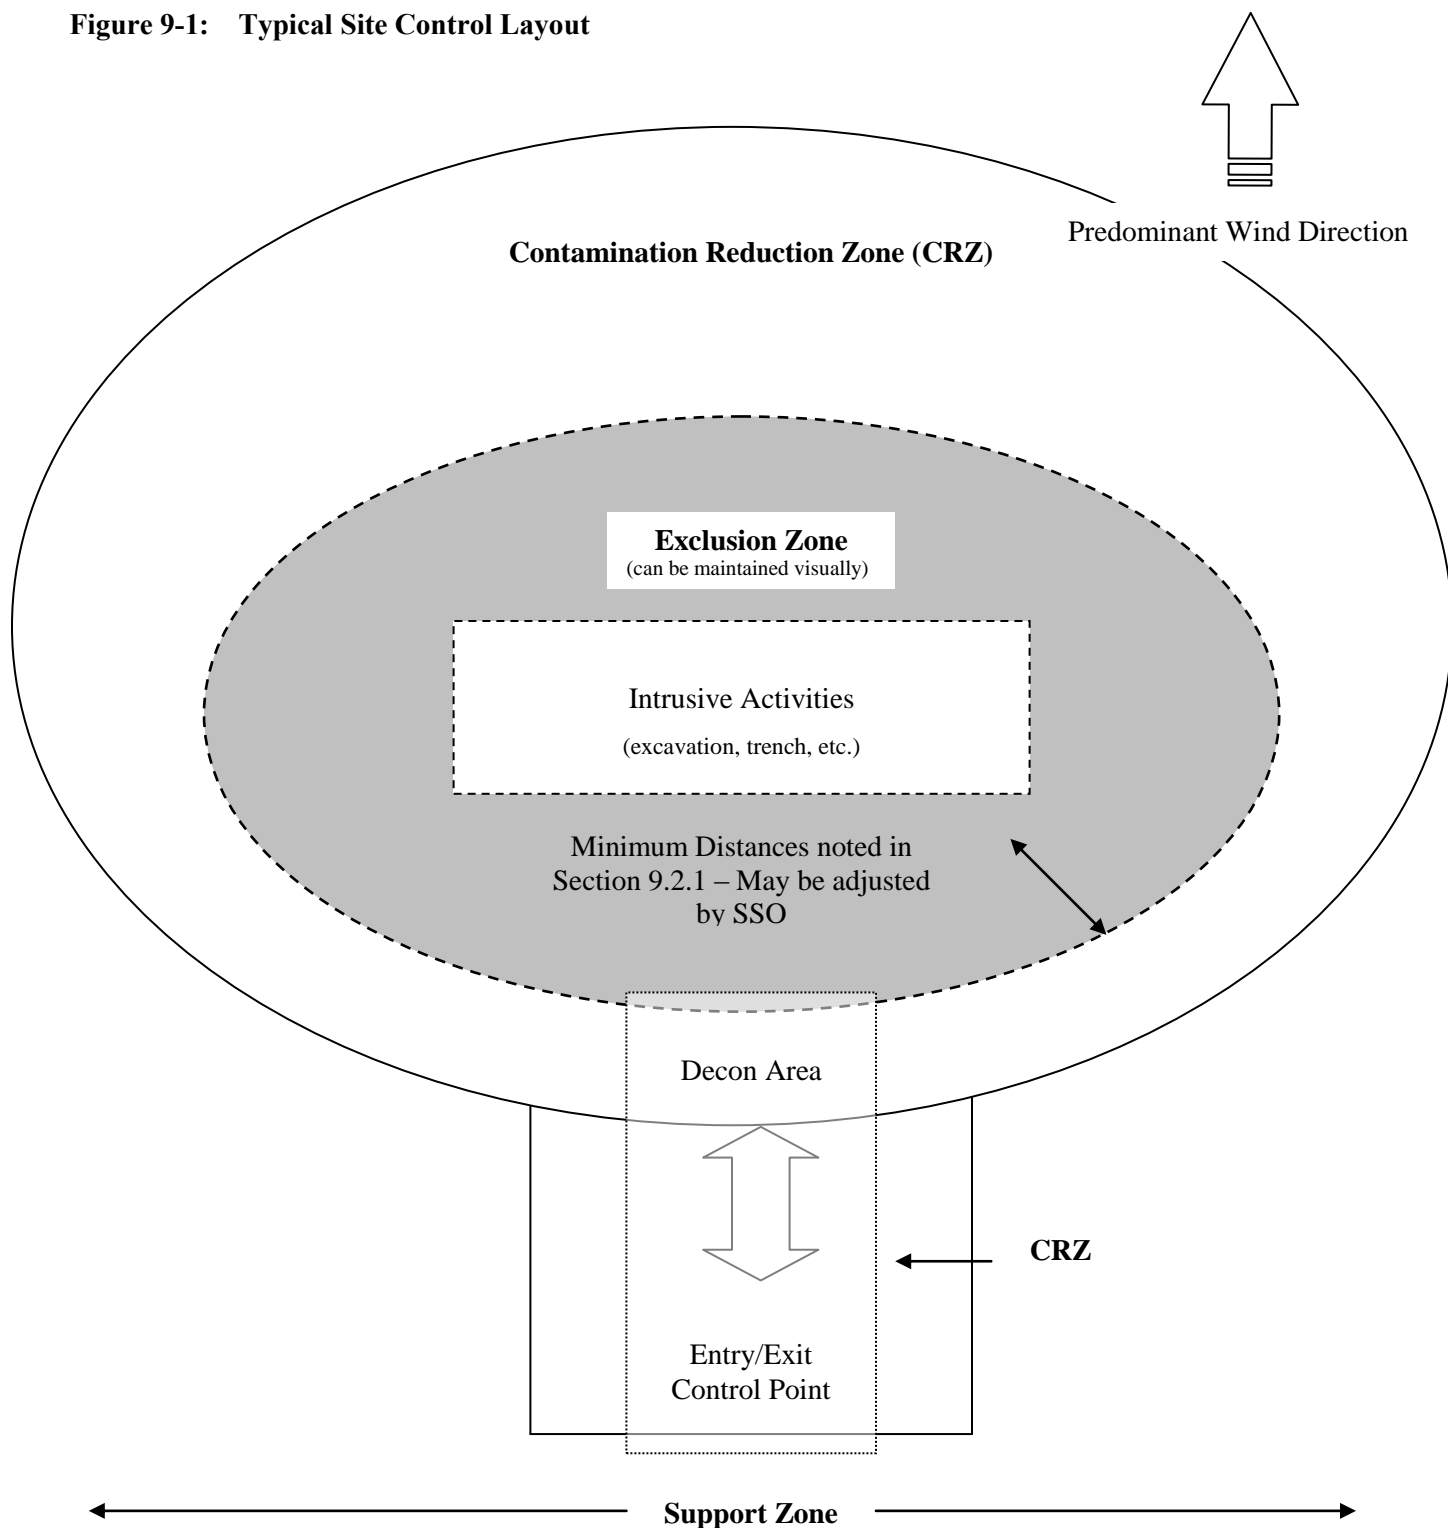 Figure 9-1: Typical Site Control Layout
Predominant Wind Direction
Contamination Reduction Zone (CRZ)
Exclusion Zone
(can be maintained visually)
Intrusive Activities
(excavation, trench, etc.)
Minimum Distances noted in
Section 9.2.1 – May be adjusted
by SSO
Decon Area
CRZ
Entry/Exit
Control Point
Support Zone